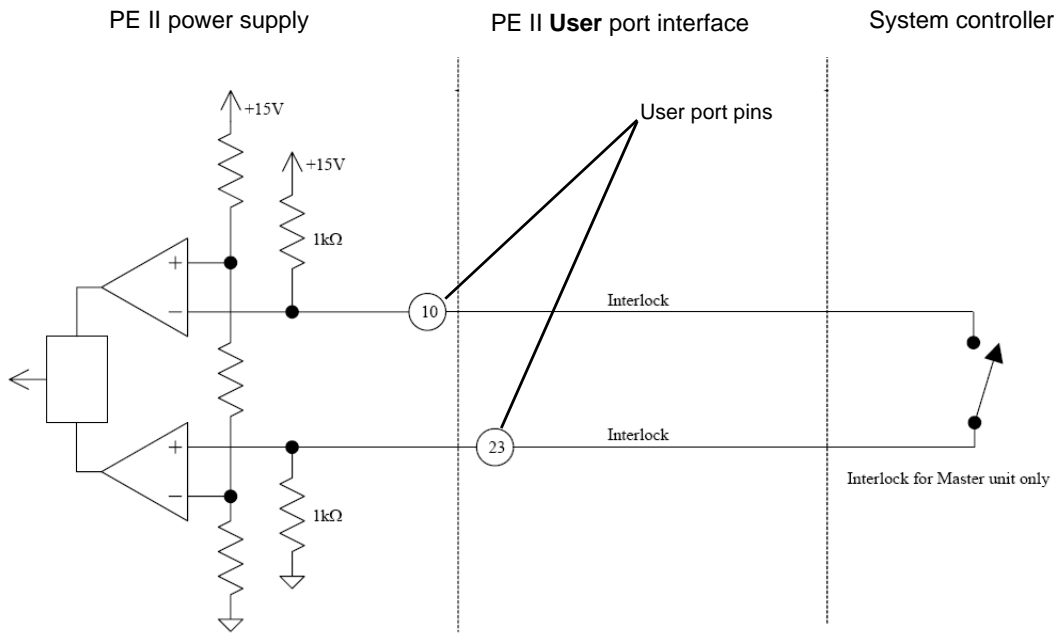 PE II power supply
PE II User port interface
System controller
+15V
User port pins
+15V
1kΩ
+
−
10
Interlock
+
23
Interlock
−
Interlock for Master unit only
1kΩ